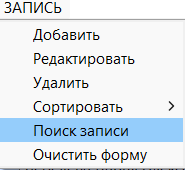 ЗАПИСЬ
Добавить
Редактировать
Удалить
Сортировать
Поиск записи
Очистить форму